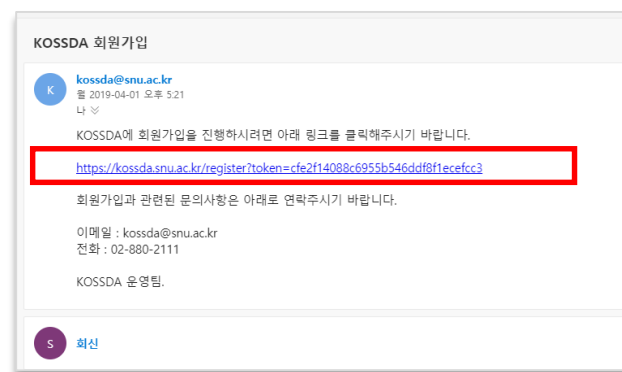 KOSSDA 회원가입
K
kossda@snu.ac.kr
월 2019-04-01 오후 5:21
나
KOSSDA에 회원가입을 진행하시려면 아래 링크를 클릭해주시기 바랍니다.
https://kossda.snu.ac.kr/register?token=cfe2f14088c6955b546ddf8f1ecefcc3
회원가입과 관련된 문의사항은 아래로 연락주시기 바랍니다.
이메일 : kossda@snu.ac.kr
전화 : 02-880-2111
KOSSDA 운영팀.
S
회신